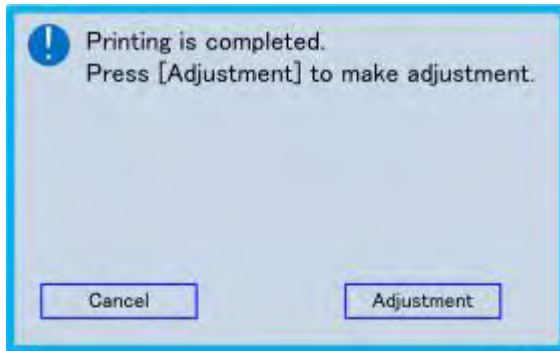 Printing is completed.
Press [Adjustment] to make adjustment.
Cancel
Adjustment